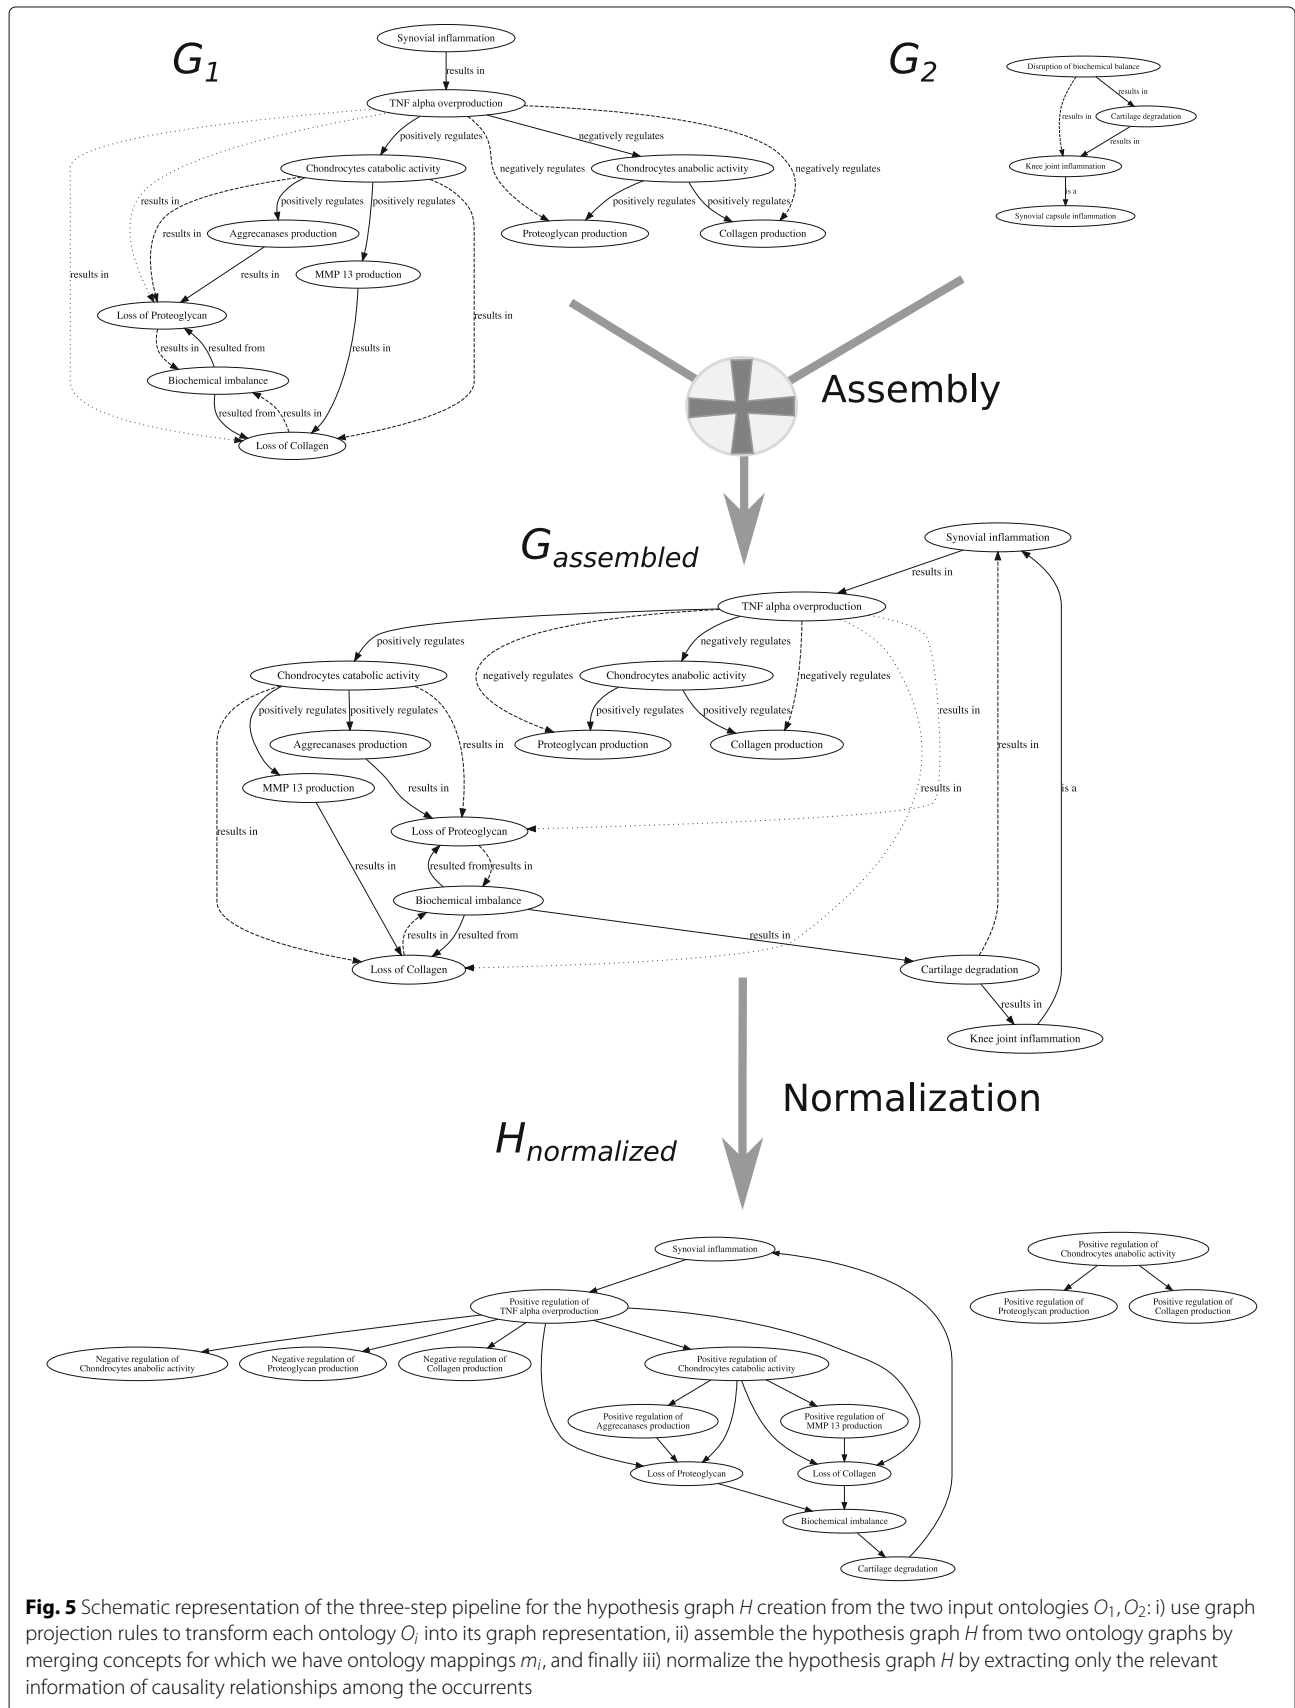 G1
Synovial inflammation
results in
TNF alpha overproduction
positively regulates
negatively regulates
Chondrocytes catabolic activity
negatively regulates
Chondrocytes anabolic activity
negatively regulates
results in
positively regulates
positively regulates
positively regulates
positively regulates
results in
Aggrecanases production
Proteoglycan production
Collagen production
results in
results in
MMP 13 production
Loss of Proteoglycan
results in
results in
resulted from
results in
Biochemical imbalance
resulted from
results in
Loss of Collagen
G2
Disruption of biochemical balance
results in
results in
Cartilage degradation
results in
Knee joint inflammation
is a
Synovial capsule inflammation
Assembly
Gassembled
Synovial inflammation
results in
TNF alpha overproduction
positively regulates
negatively regulates
Chondrocytes catabolic activity
negatively regulates
Chondrocytes anabolic activity
negatively regulates
positively regulates
positively regulates
positively regulates
positively regulates
results in
Aggrecanases production
results in
Proteoglycan production
Collagen production
results in
MMP 13 production
results in
results in
is a
results in
Loss of Proteoglycan
results in
resulted from
results in
Biochemical imbalance
results in
resulted from
results in
Loss of Collagen
Cartilage degradation
results in
Knee joint inflammation
Normalization
Hnormalized
Synovial inflammation
Positive regulation of
TNF alpha overproduction
Negative regulation of
Chondrocytes anabolic activity
Negative regulation of
Proteoglycan production
Negative regulation of
Collagen production
Positive regulation of
Chondrocytes catabolic activity
Positive regulation of
Aggrecanases production
Positive regulation of
MMP 13 production
Loss of Proteoglycan
Loss of Collagen
Biochemical imbalance
Cartilage degradation
Positive regulation of
Chondrocytes anabolic activity
Positive regulation of
Proteoglycan production
Positive regulation of
Collagen production
Fig. 5 Schematic representation of the three-step pipeline for the hypothesis graph H creation from the two input ontologies O1, O2: i) use graph
projection rules to transform each ontology Oi into its graph representation, ii) assemble the hypothesis graph H from two ontology graphs by
merging concepts for which we have ontology mappings mi, and finally iii) normalize the hypothesis graph H by extracting only the relevant
information of causality relationships among the occurrents